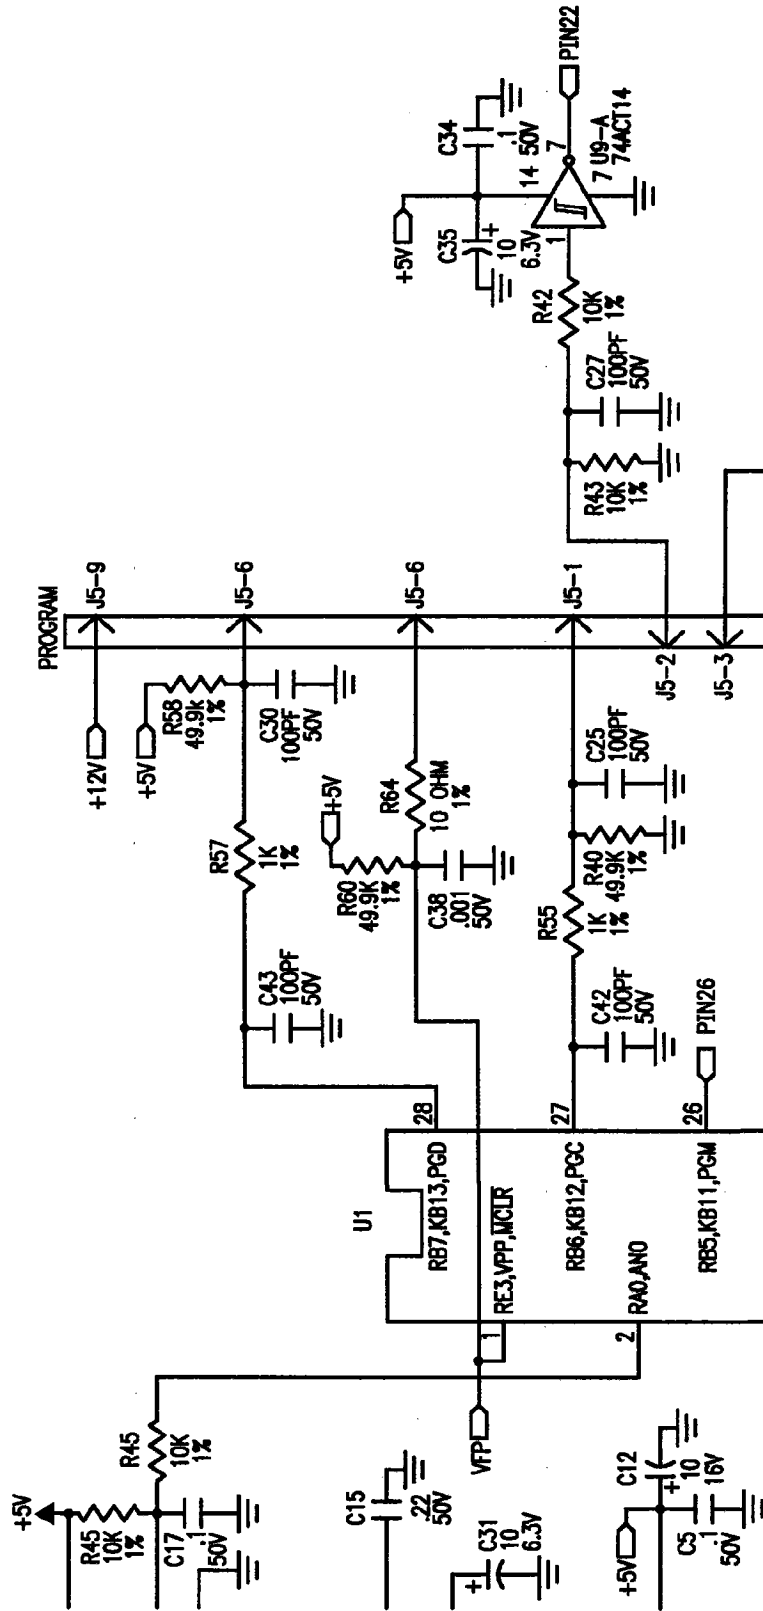 PROGRAM
J5-9
J5-6
J5-6
J5-1
J5-2
J5-3
+12V
+5V
R58
49.9K
1%
C30
100PF
50V
R57
1K
1%
C43
100PF
50V
+5V
R60
49.9K
1%
C38
.001
50V
R64
10 OHM
1%
C25
100PF
50V
R40
49.9K
1%
R55
1K
1%
C42
100PF
50V
PIN26
+5V
C34
.1
50V
C35
+
10
6.3V
14
1
7
7
U9-A
74ACT14
PIN22
R42
10K
1%
C27
100PF
50V
R43
10K
1%
U1
28
27
26
1
2
RB7,KB13,PGD
RE3,VPP,MCLR
RB6,KB12,PGC
RA0,AN0
RB5,KB11,PGM
+5V
R45
10K
1%
R45
10K
1%
C17
.1
50V
C15
.22
50V
VFP
C31
+
10
6.3V
+5V
C12
+
10
16V
C5
.1
50V